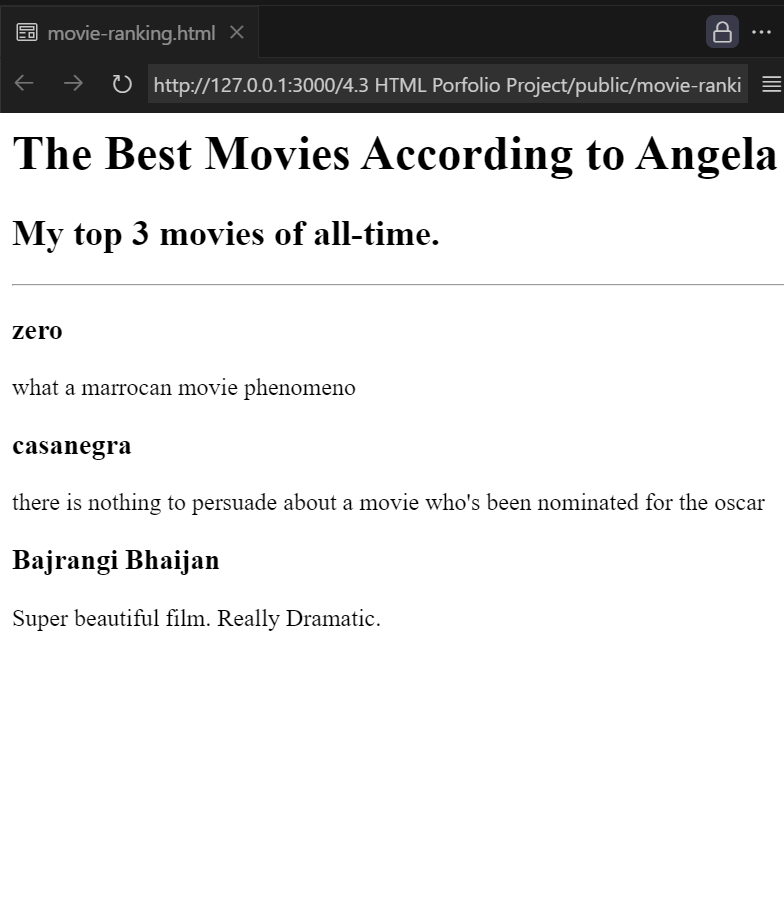 movie-ranking.html
http://127.0.0.1:3000/4.3 HTML Porfolio Project/public/movie-ranki
The Best Movies According to Angela
My top 3 movies of all-time.
zero
what a marrocan movie phenomeno
casanegra
there is nothing to persuade about a movie who's been nominated for the oscar
Bajrangi Bhaijan
Super beautiful film. Really Dramatic.